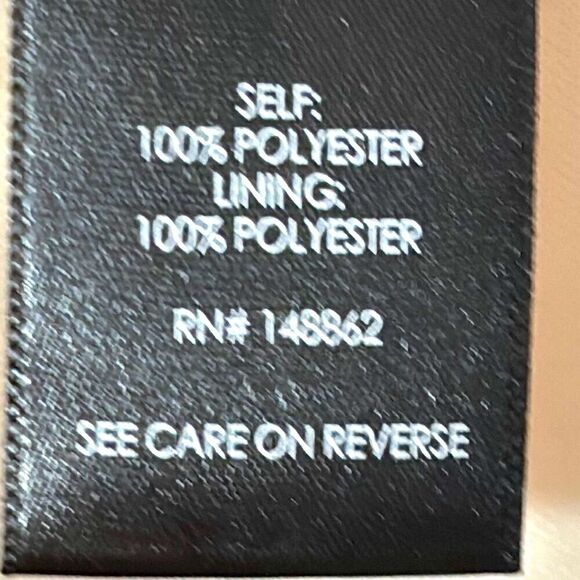 SELF:
100% POLYESTER
LINING:
100% POLYESTER
RN# 148862
SEE CARE ON REVERSE